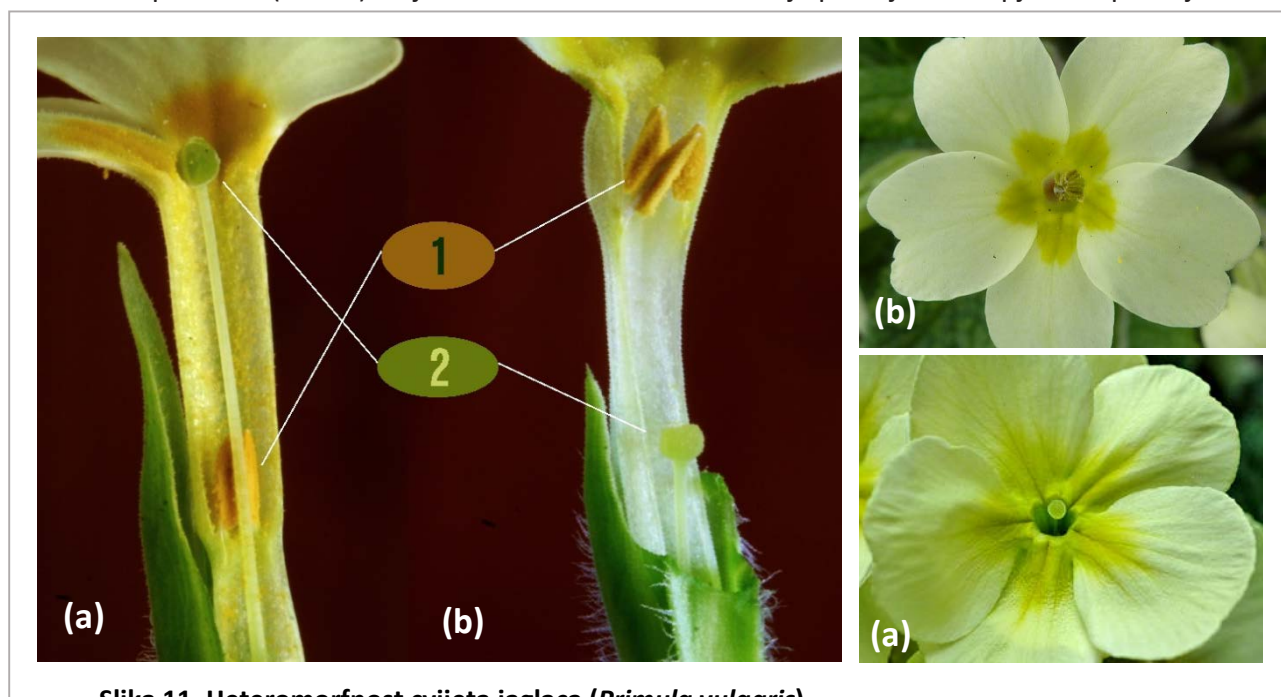 1
2
(a)
(b)
(b)
(a)
Slika 11. Heteromorfnost cvijeta jaglaca (Primula vulgaris)